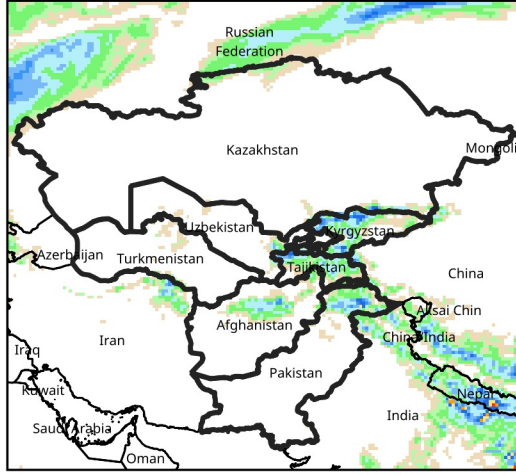 Russian
Federation
Kazakhstan
Mongoli
Uzbekistan
Kyrgyzstan
Azerbaijan
Turkmenistan
Tajikistan
China
Aksai Chin
Afghanistan
Iran
China/India
Iraq
Pakistan
Kuwait
Nepal
India
Saudi Arabia
Oman